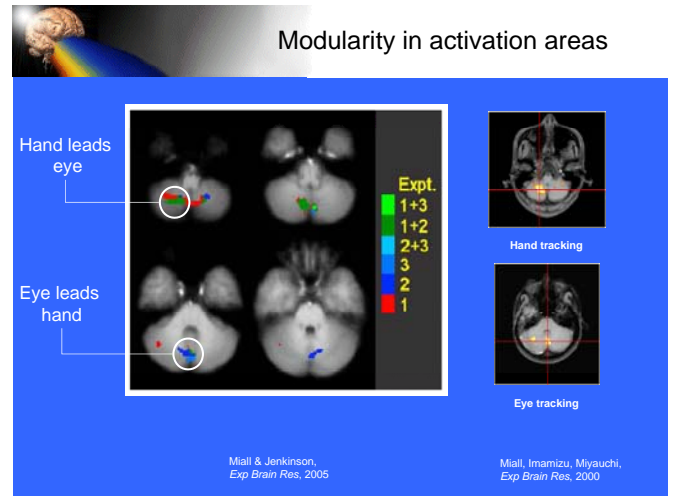 Modularity in activation areas
Hand leads
eye
Expt.
1+3
1+2
2+3
3
2
1
Eye leads
hand
Hand tracking
Eye tracking
Miall & Jenkinson,
Exp Brain Res, 2005
Miall, Imamizu, Miyauchi,
Exp Brain Res, 2000